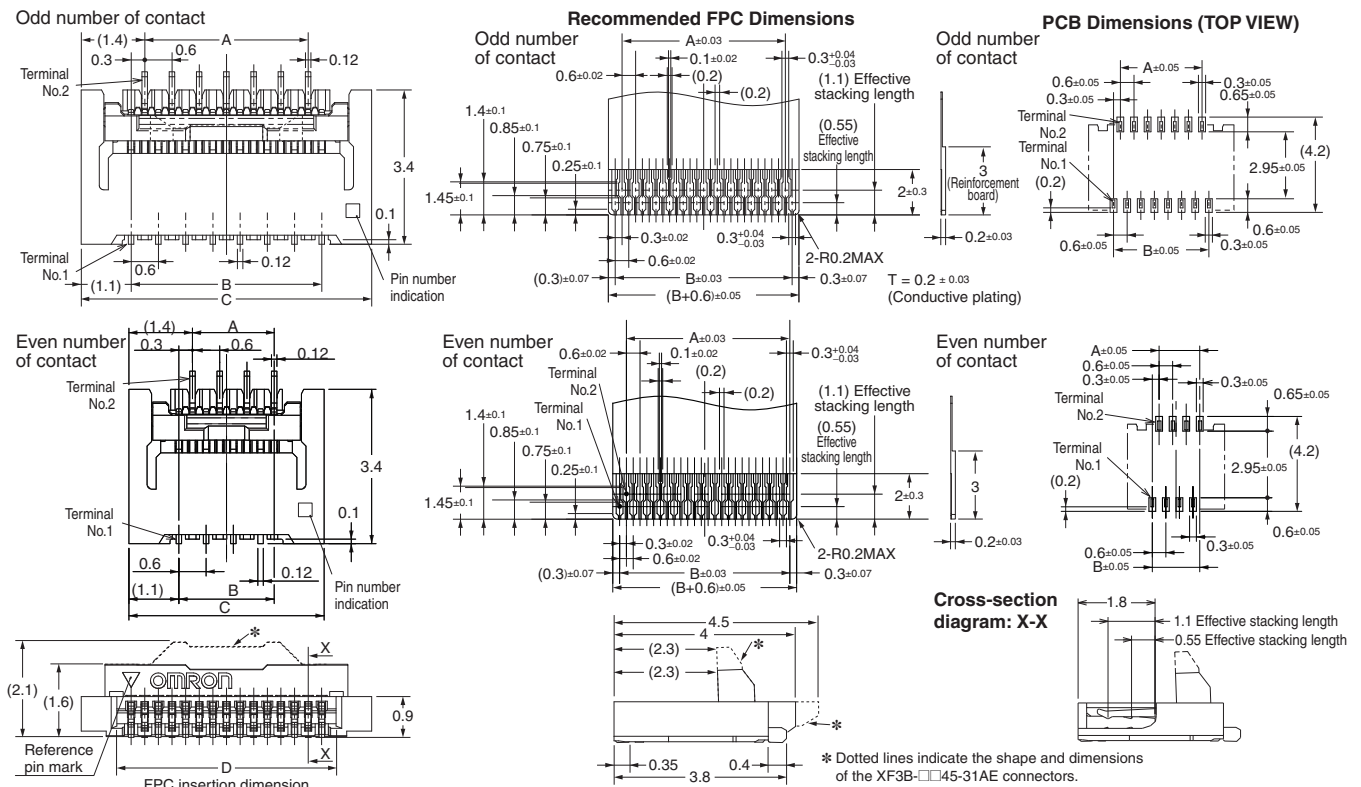 Odd number of contact
(1.4)
A
0.3
0.6
0.12
Terminal No.2
3.4
0.1
Terminal No.1
0.6
0.12
(1.1)
B
C
Pin number indication
Recommended FPC Dimensions
Odd number of contact
A±0.03
0.1±0.02
0.3+0.04-0.03
0.6±0.02
(0.2)
(0.2)
(1.1) Effective stacking length
1.4±0.1
0.85±0.1
0.75±0.1
0.25±0.1
1.45±0.1
(0.55) Effective stacking length
2±0.3
3
(Reinforcement board)
0.3±0.02
0.3+0.04-0.03
0.2±0.03
0.6±0.02
2-R0.2MAX
(0.3)±0.07
B±0.03
0.3±0.07
(B+0.6)±0.05
T = 0.2 ± 0.03
(Conductive plating)
PCB Dimensions (TOP VIEW)
Odd number of contact
A±0.05
0.6±0.05
0.3±0.05
0.3±0.05
0.65±0.05
Terminal No.2
Terminal No.1
(0.2)
2.95±0.05
(4.2)
0.6±0.05
0.6±0.05
B±0.05
0.3±0.05
Even number of contact
(1.4)
A
0.3
0.6
0.12
Terminal No.2
3.4
Terminal No.1
0.1
0.6
0.12
(1.1)
B
C
Pin number indication
Even number of contact
A±0.03
0.6±0.02
0.1±0.02
0.3+0.04-0.03
Terminal No.2
(0.2)
(0.2)
Terminal No.1
(1.1) Effective stacking length
1.4±0.1
0.85±0.1
0.75±0.1
0.25±0.1
1.45±0.1
(0.55)
Effective stacking length
2±0.3
3
0.3±0.02
0.3+0.04-0.03
0.2±0.03
0.6±0.02
2-R0.2MAX
(0.3)±0.07
B±0.03
0.3±0.07
(B+0.6)±0.05
Even number of contact
A±0.05
0.6±0.05
0.3±0.05
0.3±0.05
0.65±0.05
Terminal No.2
Terminal No.1
(0.2)
2.95±0.05
(4.2)
0.6±0.05
0.6±0.05
0.3±0.05
B±0.05
*
X
(2.1)
(1.6)
OMRON
0.9
Reference pin mark
X
D
FPC insertion dimension
4.5
4
(2.3)
*
(2.3)
*
0.35
0.4
3.8
Cross-section diagram: X-X
1.8
1.1 Effective stacking length
0.55 Effective stacking length
* Dotted lines indicate the shape and dimensions
of the XF3B-□□45-31AE connectors.